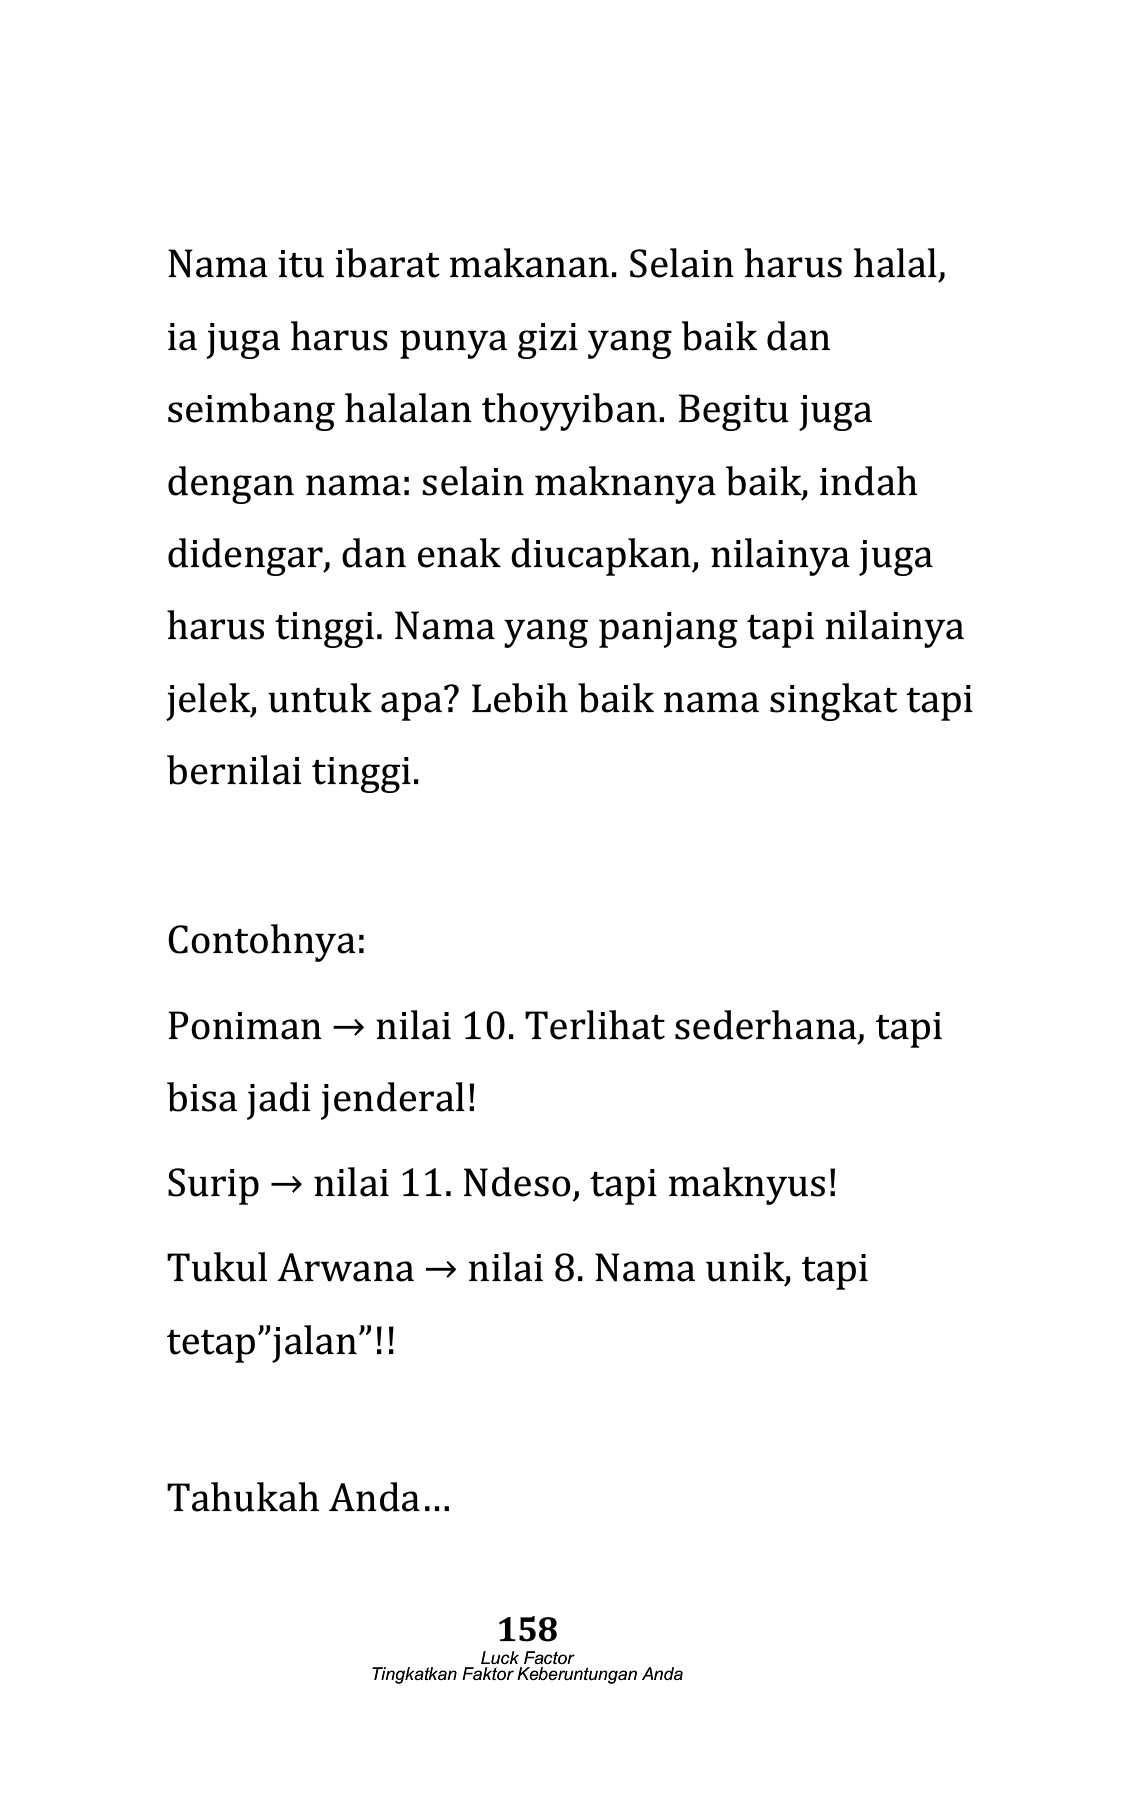 Nama itu ibarat makanan. Selain harus halal,
ia juga harus punya gizi yang baik dan
seimbang halalan thoyyiban. Begitu juga
dengan nama: selain maknanya baik, indah
didengar, dan enak diucapkan, nilainya juga
harus tinggi. Nama yang panjang tapi nilainya
jelek, untuk apa? Lebih baik nama singkat tapi
bernilai tinggi.
Contohnya:
Poniman → nilai 10. Terlihat sederhana, tapi
bisa jadi jenderal!
Surip → nilai 11. Ndeso, tapi maknyus!
Tukul Arwana → nilai 8. Nama unik, tapi
tetap”jalan”!!
Tahukah Anda...
158
Luck Factor
Tingkatkan Faktor Keberuntungan Anda